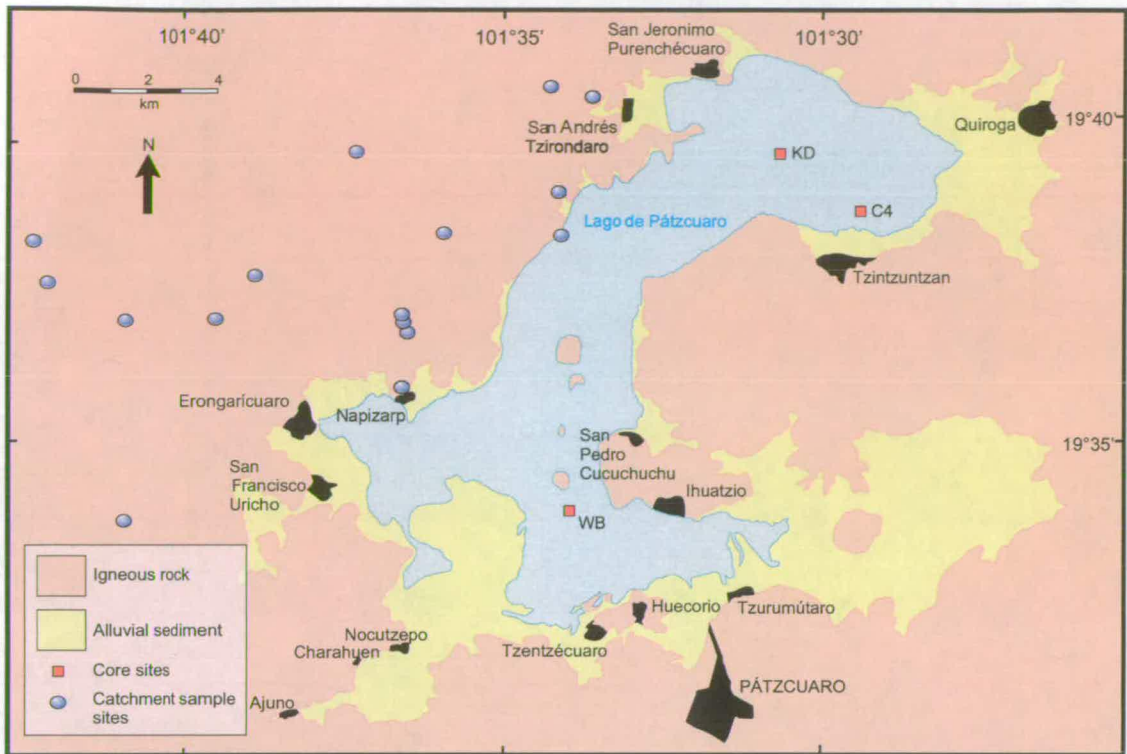 101°40'
101°35'
101°30'
San Jeronimo
Purenchécuaro
0 2 4
km
N
San Andrés
Tzirondaro
Quiroga
19°40'
KD
C4
Lago de Pátzcuaro
Tzintzuntzan
Erongarícuaro
Napizarp
San
Pedro
Cucuchuchu
19°35'
San
Francisco
Uricho
Ihuatzio
WB
Igneous rock
Alluvial sediment
Core sites
Catchment sample
sites
Huecorio
Tzurumútaro
Nocutzepo
Charahuen
Tzentzécuaro
Ajuno
PÁTZCUARO